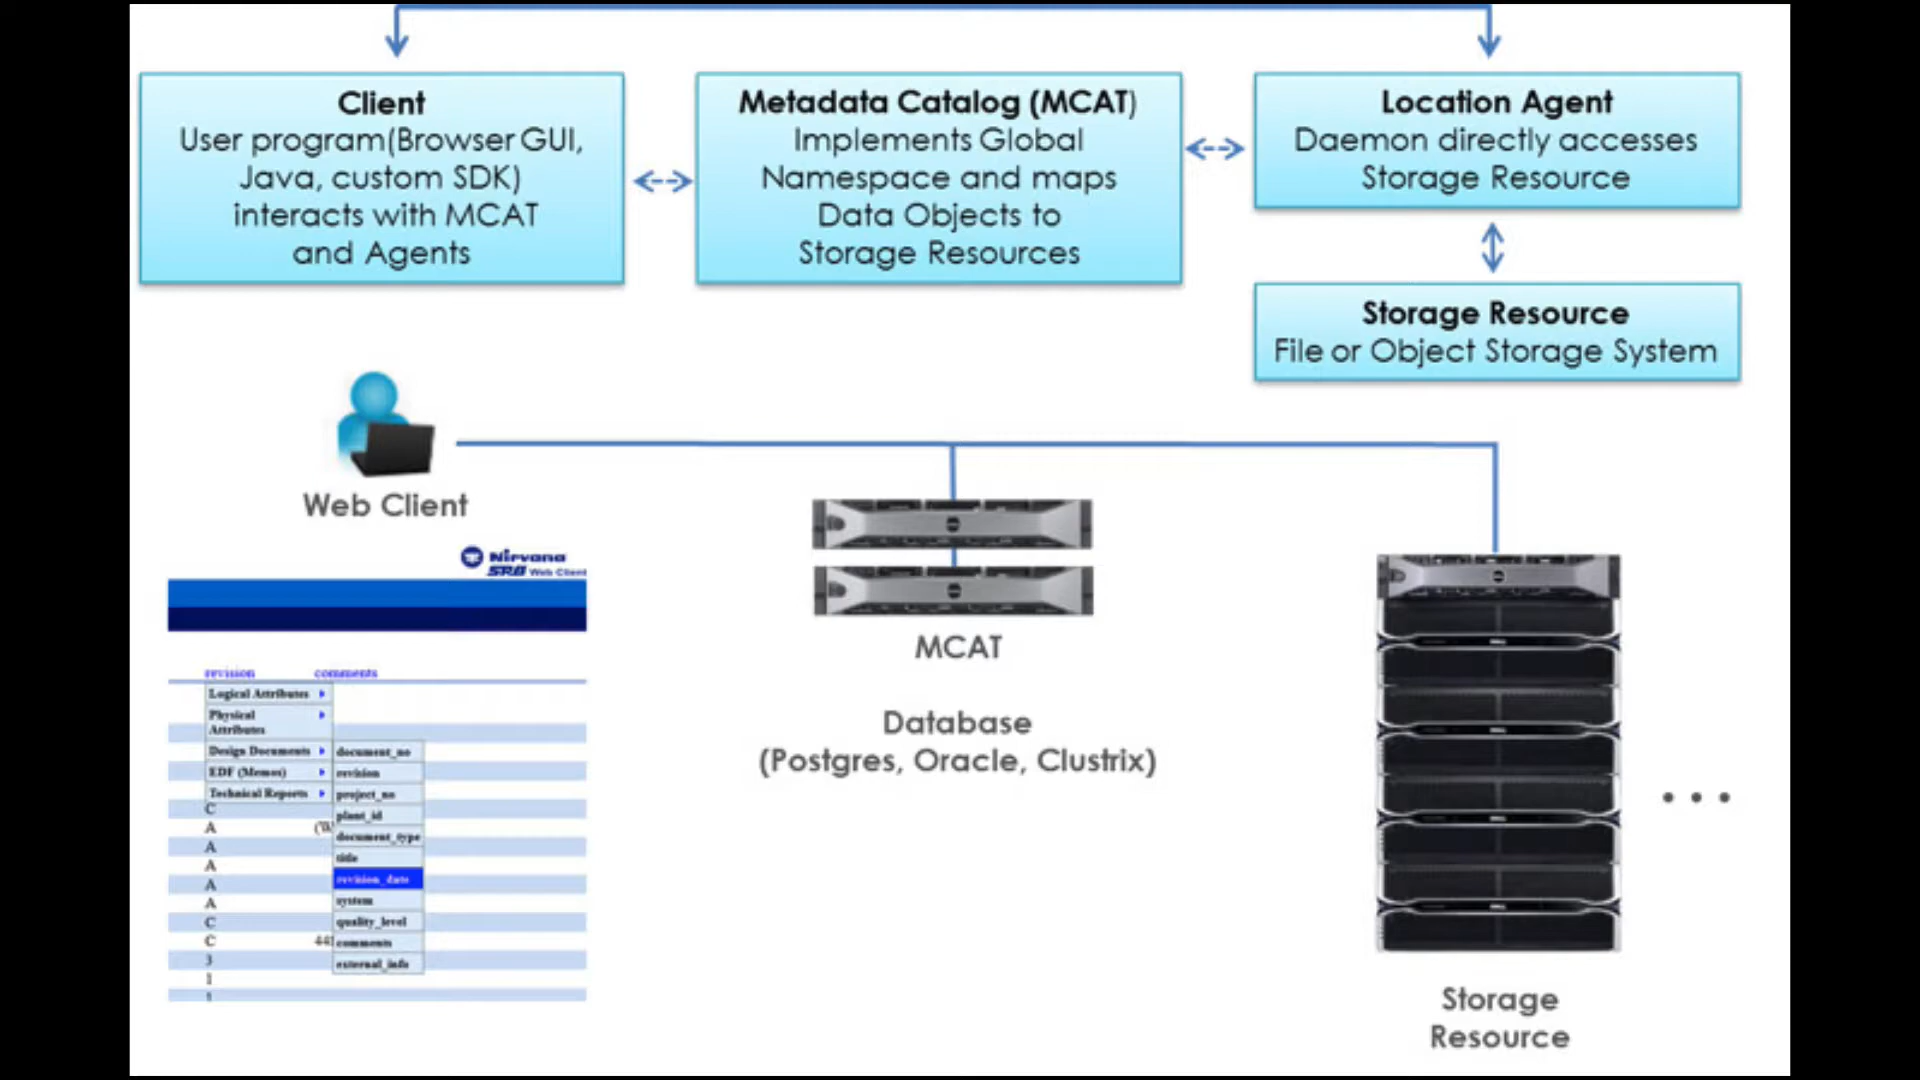 Client
User program(Browser GUI,
Java, custom SDK)
interacts with MCAT
and Agents
Metadata Catalog (MCAT)
Implements Global
Namespace and maps
Data Objects to
Storage Resources
Location Agent
Daemon directly accesses
Storage Resource
Storage Resource
File or Object Storage System
Web Client
Nirvana
SRB Web Client
revision comments
Logical Attributes
Physical
Attributes
Design Documents
EDF (Memos)
Technical Reports
document_no
revision
project_no
plant_id
document_type
title
revision_date
system
quality_level
comments
external_info
C
A
A
A
A
A
C
C
3
1
1
MCAT
Database
(Postgres, Oracle, Clustrix)
Storage
Resource
. . .